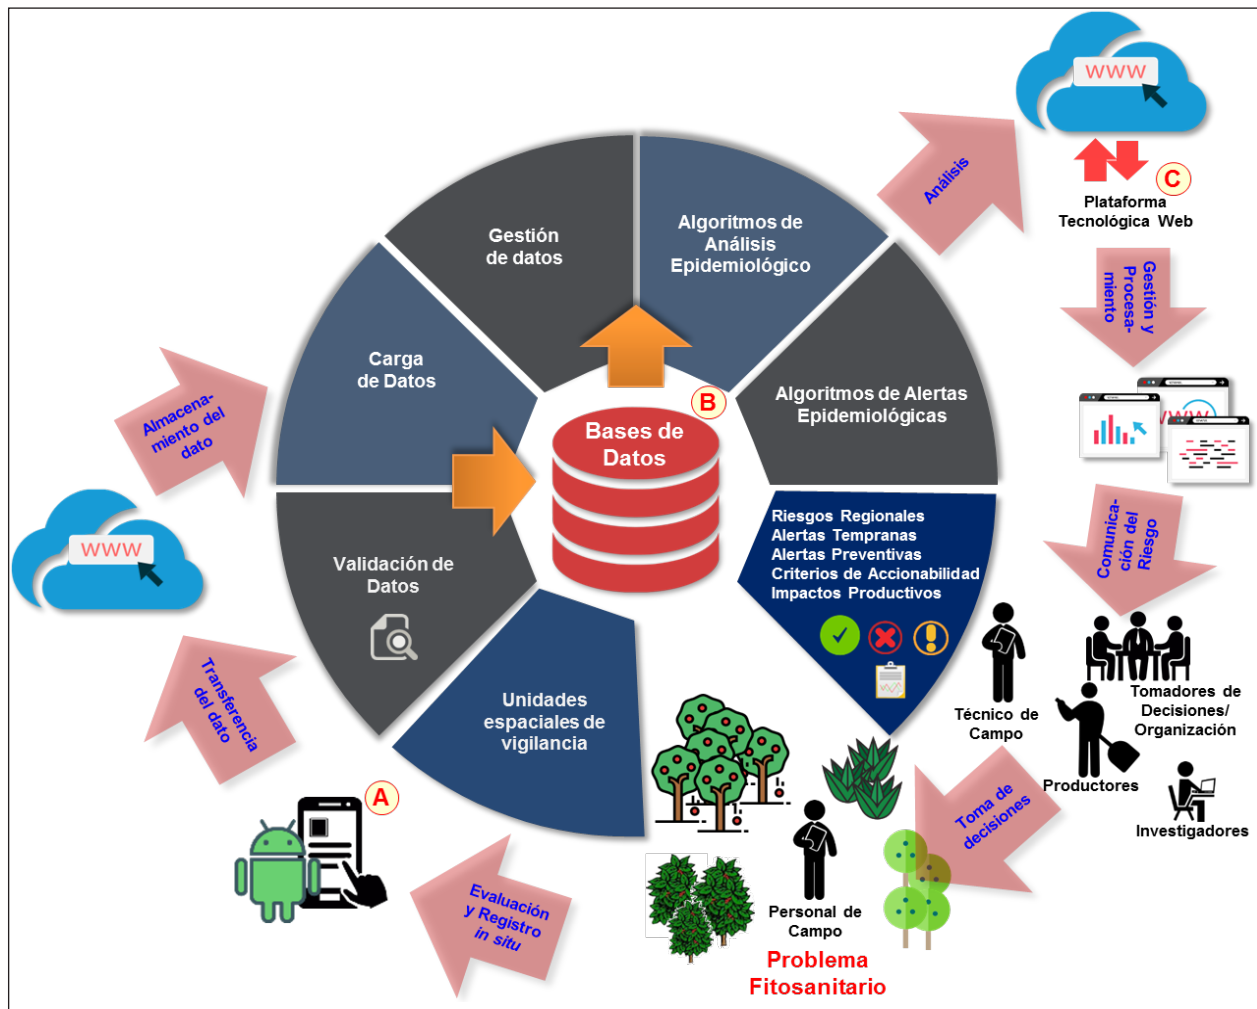 WWW
Análisis
C
Plataforma
Tecnológica Web
Gestión y
Procesa-
miento
WWW
Comunica-
ción del
Riesgo
Gestión
de datos
Algoritmos de
Análisis
Epidemiológico
Carga
de Datos
Algoritmos de Alertas
Epidemiológicas
B
Bases de
Datos
Almacena-
miento del
dato
WWW
Validación de
Datos
Riesgos Regionales
Alertas Tempranas
Alertas Preventivas
Criterios de Accionabilidad
Impactos Productivos
Unidades
espaciales de
vigilancia
Transferencia
del dato
A
Técnico de
Campo
Tomadores de
Decisiones/
Organización
Productores
Investigadores
Toma de
decisiones
Evaluación
y Registro
in situ
Personal de
Campo
Problema
Fitosanitario